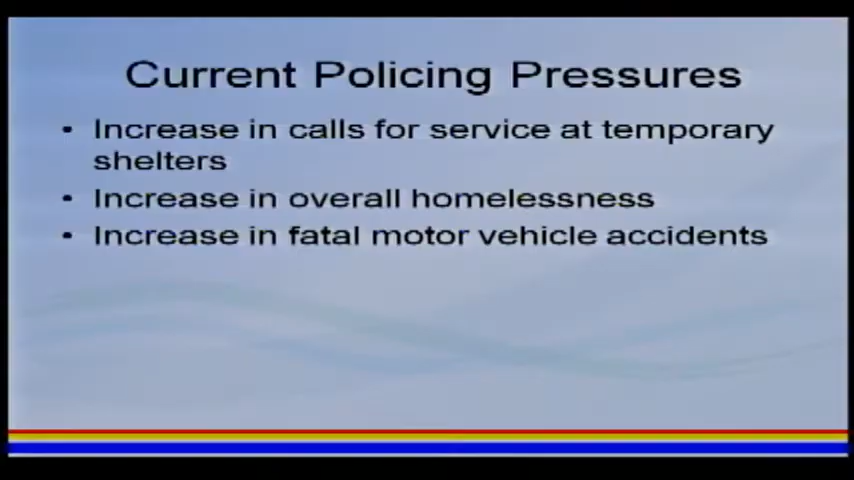 Current Policing Pressures
• Increase in calls for service at temporary
shelters
• Increase in overall homelessness
• Increase in fatal motor vehicle accidents